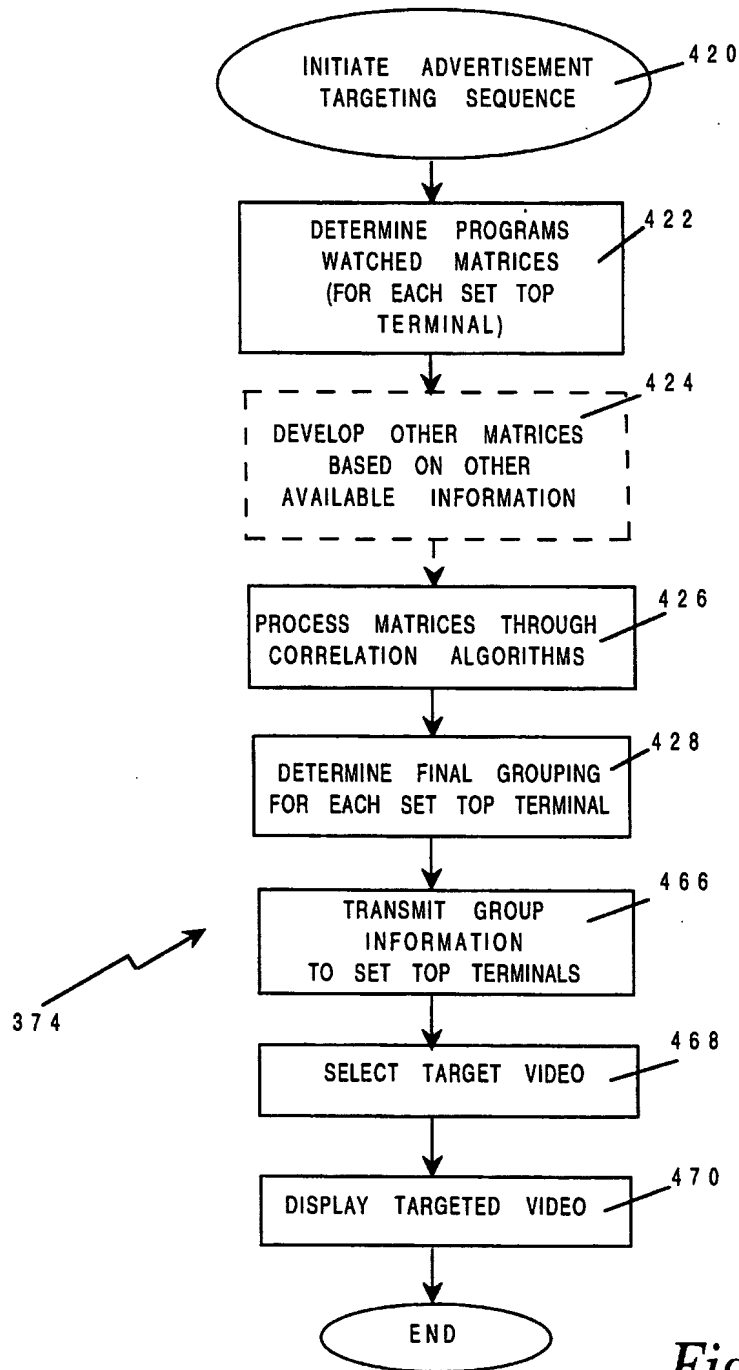 INITIATE ADVERTISEMENT
TARGETING SEQUENCE
420
DETERMINE PROGRAMS
WATCHED MATRICES
(FOR EACH SET TOP
TERMINAL)
422
DEVELOP OTHER MATRICES
BASED ON OTHER
AVAILABLE INFORMATION
424
PROCESS MATRICES THROUGH
CORRELATION ALGORITHMS
426
DETERMINE FINAL GROUPING
FOR EACH SET TOP TERMINAL
428
TRANSMIT GROUP
INFORMATION
TO SET TOP TERMINALS
466
374
SELECT TARGET VIDEO
468
DISPLAY TARGETED VIDEO
470
END